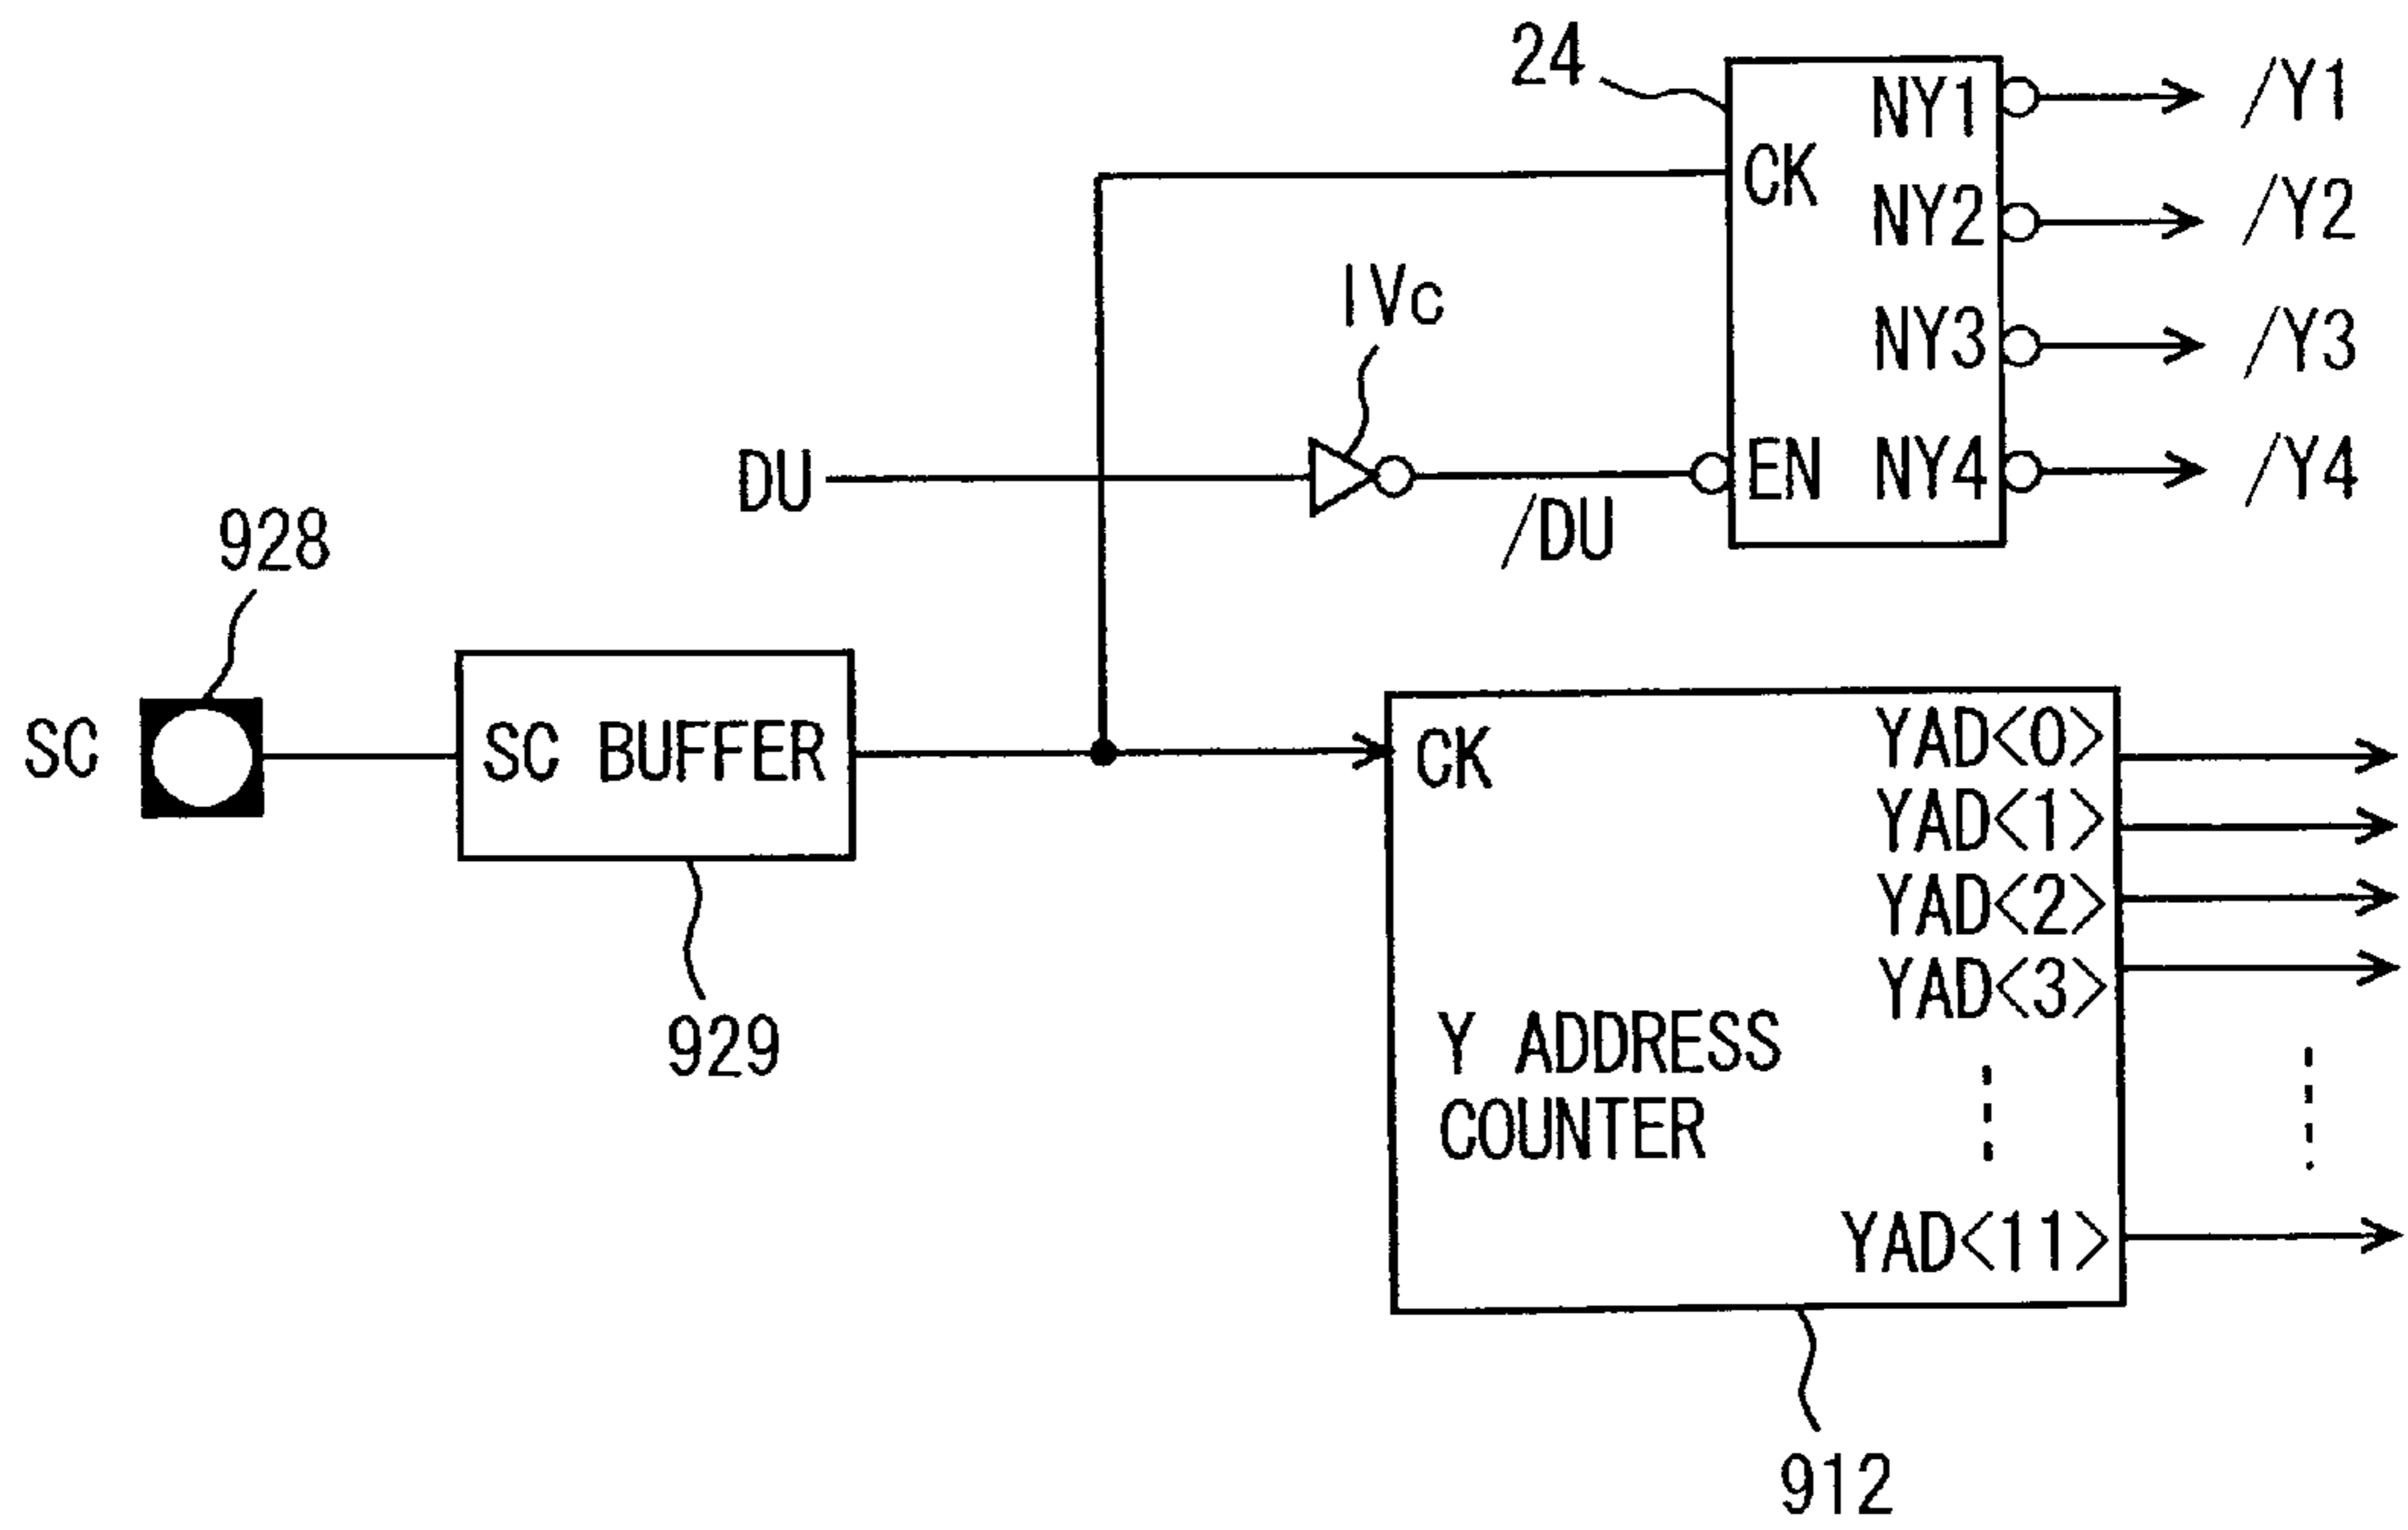 24
NY1
/Y1
CK
NY2
/Y2
IVc
NY3
/Y3
DU
EN
NY4
/Y4
/DU
928
SC
SC BUFFER
CK
YAD<0>
YAD<1>
YAD<2>
YAD<3>
929
Y ADDRESS
COUNTER
YAD<11>
912